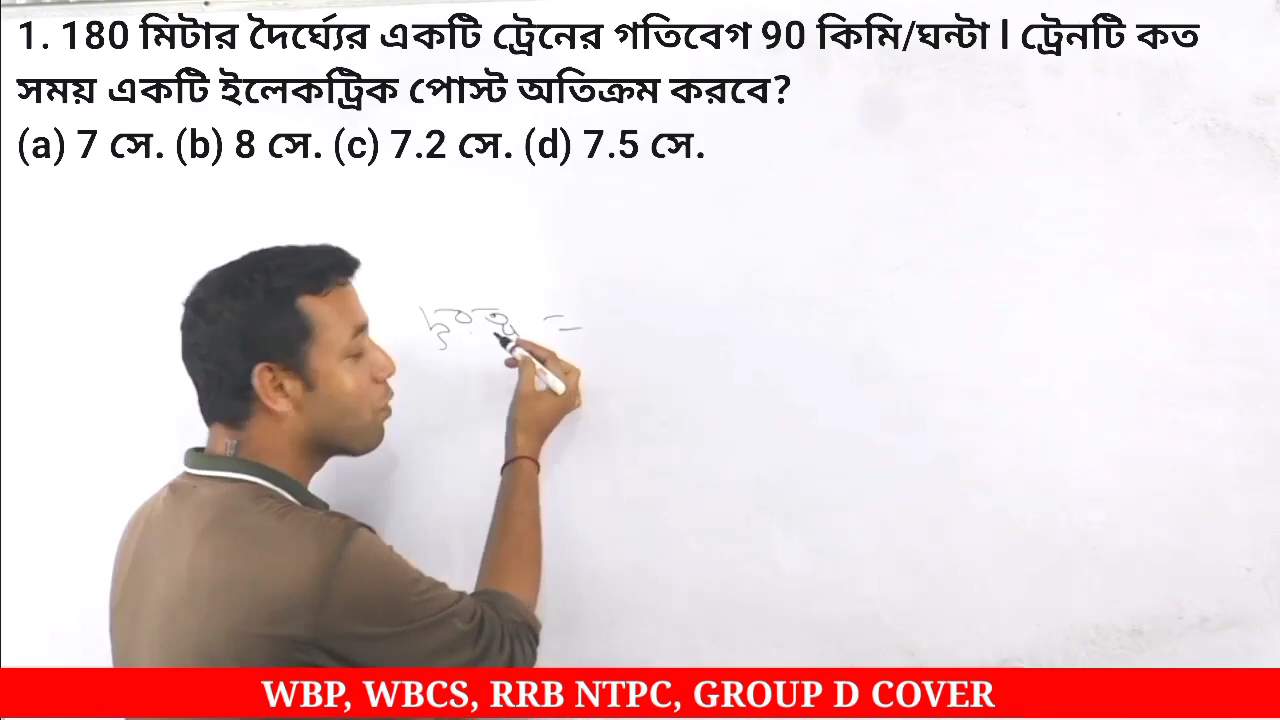 1. 180 মিটার দৈর্ঘ্যের একটি ট্রেনের গতিবেগ 90 কিমি/ঘন্টা l ট্রেনটি কত
সময় একটি ইলেকট্রিক পোস্ট অতিক্রম করবে?
(a) 7 সে. (b) 8 সে. (c) 7.2 সে. (d) 7.5 সে.
দূরত্ব =
WBP, WBCS, RRB NTPC, GROUP D COVER